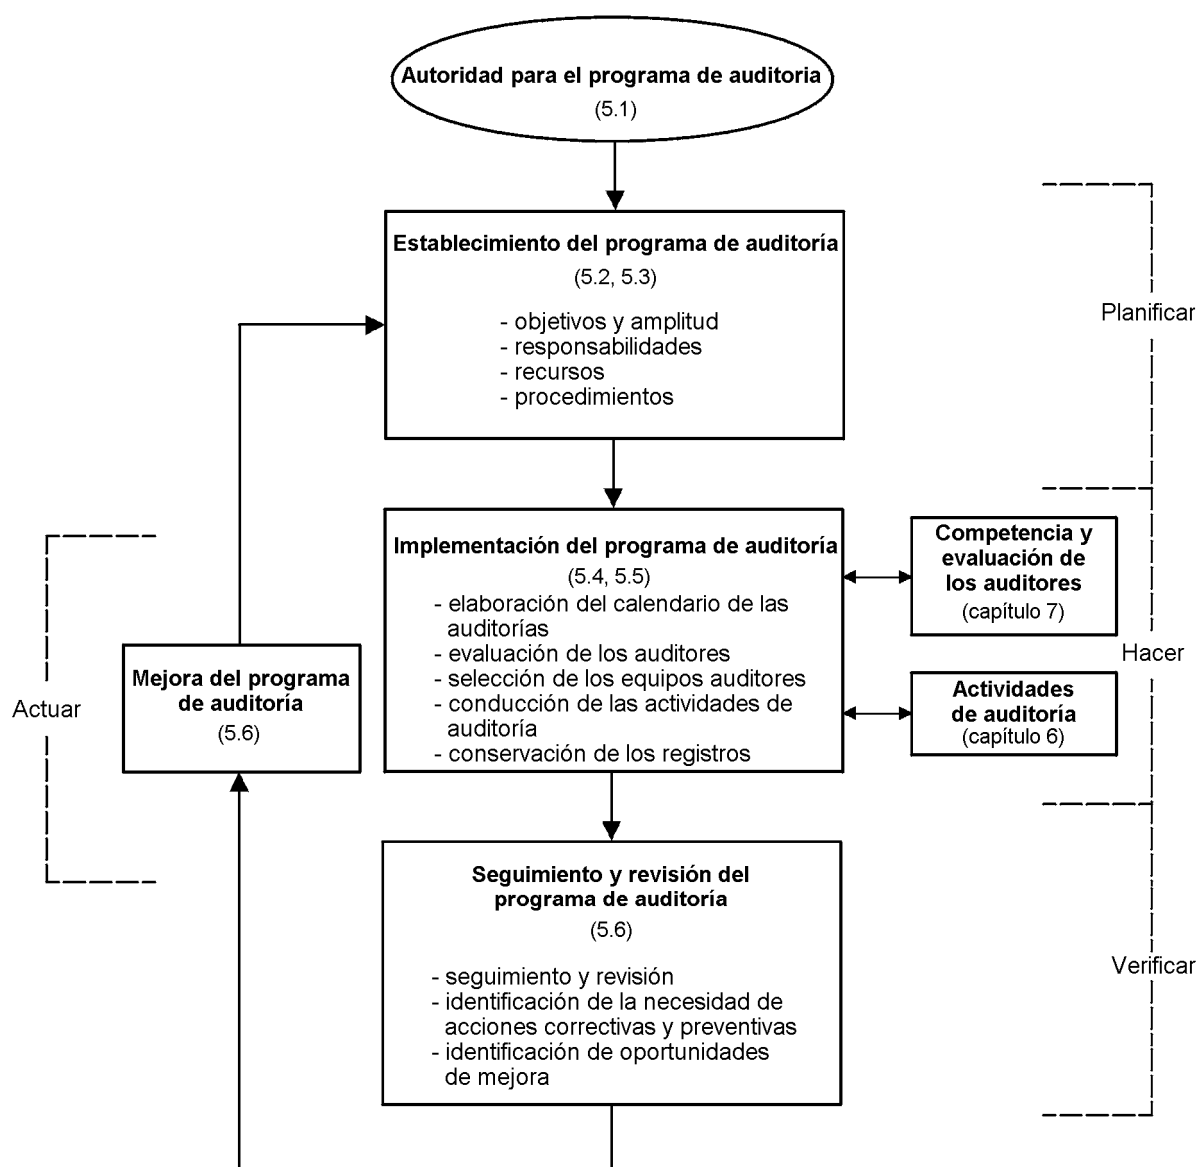 Autoridad para el programa de auditoria
(5.1)
Establecimiento del programa de auditoría
(5.2, 5.3)
- objetivos y amplitud
- responsabilidades
- recursos
- procedimientos
Planificar
Implementación del programa de auditoría
(5.4, 5.5)
- elaboración del calendario de las
auditorías
- evaluación de los auditores
- selección de los equipos auditores
- conducción de las actividades de
auditoría
- conservación de los registros
Competencia y
evaluación de
los auditores
(capítulo 7)
Actividades
de auditoría
(capítulo 6)
Hacer
Mejora del programa
de auditoría
(5.6)
Actuar
Seguimiento y revisión del
programa de auditoría
(5.6)
- seguimiento y revisión
- identificación de la necesidad de
acciones correctivas y preventivas
- identificación de oportunidades
de mejora
Verificar